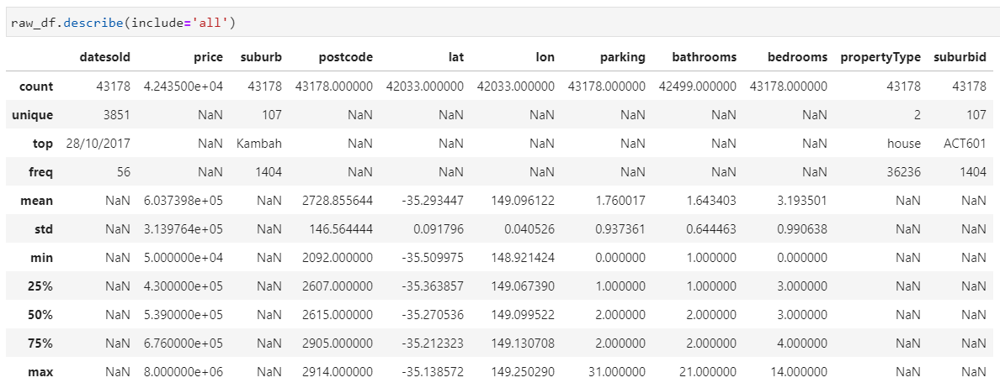 raw_df.describe(include='all')
datesold price suburb postcode lat lon parking bathrooms bedrooms propertyType suburbid
count 43178 4.243500e+04 43178 43178.000000 42033.000000 42033.000000 43178.000000 42499.000000 43178.000000 43178 43178
unique 3851 NaN 107 NaN NaN NaN NaN NaN NaN 2 107
top 28/10/2017 NaN Kambah NaN NaN NaN NaN NaN NaN house ACT601
freq 56 NaN 1404 NaN NaN NaN NaN NaN NaN 36236 1404
mean NaN 6.037398e+05 NaN 2728.855644 -35.293447 149.096122 1.760017 1.643403 3.193501 NaN NaN
std NaN 3.139764e+05 NaN 146.564444 0.091796 0.040526 0.937361 0.644463 0.990638 NaN NaN
min NaN 5.000000e+04 NaN 2092.000000 -35.509975 148.921424 0.000000 1.000000 0.000000 NaN NaN
25% NaN 4.300000e+05 NaN 2607.000000 -35.363857 149.067390 1.000000 1.000000 3.000000 NaN NaN
50% NaN 5.390000e+05 NaN 2615.000000 -35.270536 149.099522 2.000000 2.000000 3.000000 NaN NaN
75% NaN 6.760000e+05 NaN 2905.000000 -35.212323 149.130708 2.000000 2.000000 4.000000 NaN NaN
max NaN 8.000000e+06 NaN 2914.000000 -35.138572 149.250290 31.000000 21.000000 14.000000 NaN NaN